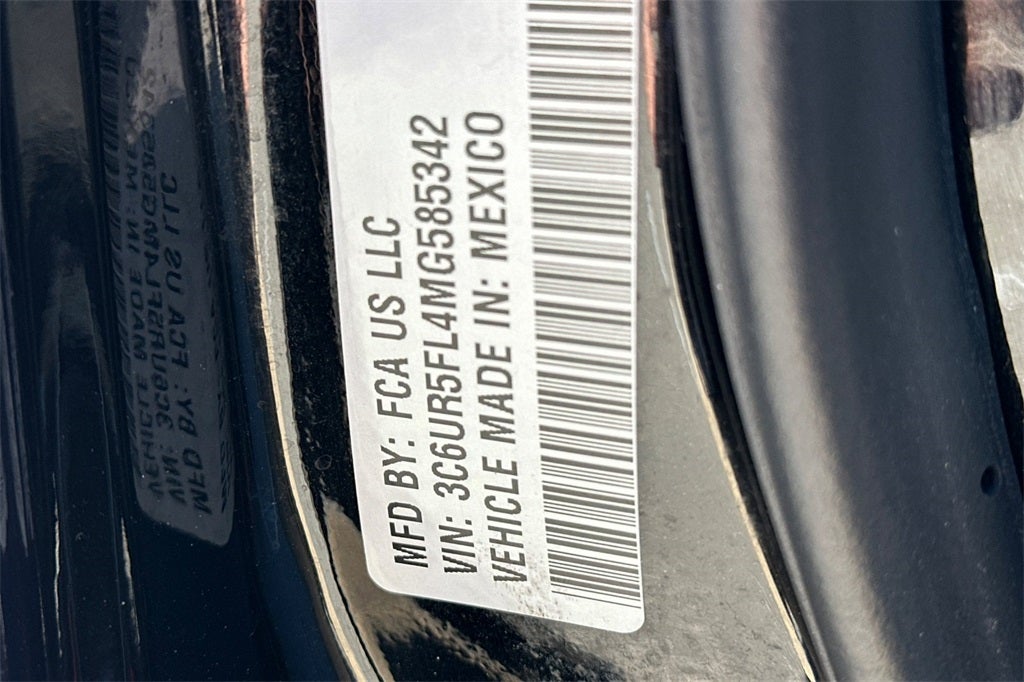 MFD BY: FCA US LLC
VIN: 3C6UR5FL4MG585342
VEHICLE MADE IN: MEXICO